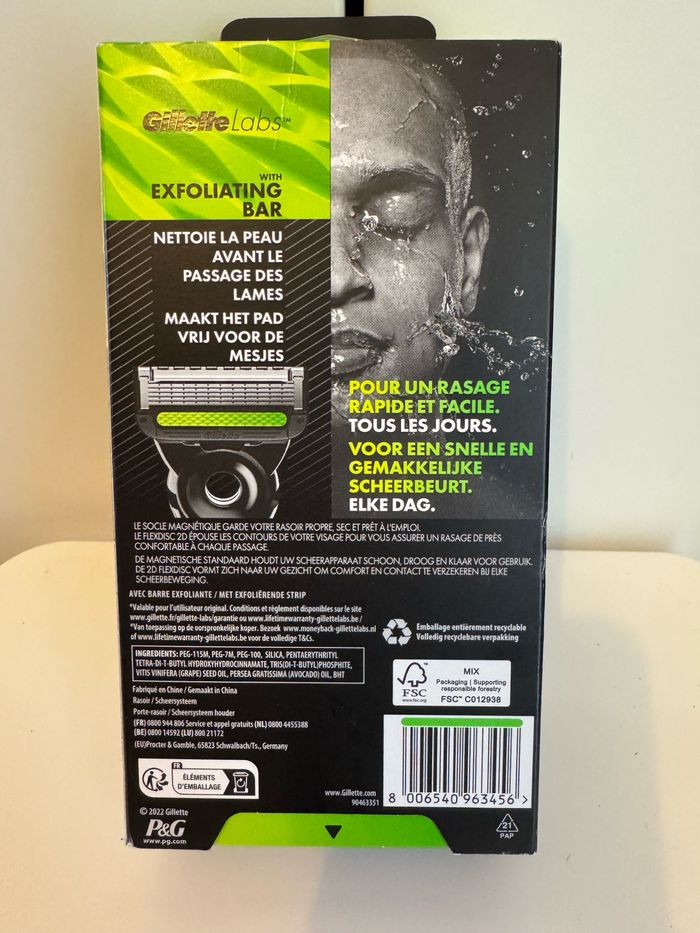 GilletteLabs™
WITH
EXFOLIATING
BAR
NETTOIE LA PEAU
AVANT LE
PASSAGE DES
LAMES
MAAKT HET PAD
VRIJ VOOR DE
MESJES
Gillette
POUR UN RASAGE
RAPIDE ET FACILE.
TOUS LES JOURS.
VOOR EEN SNELLE EN
GEMAKKELIJKE
SCHEERBEURT.
ELKE DAG.
LE SOCLE MAGNÉTIQUE GARDE VOTRE RASOIR PROPRE, SEC ET PRÊT À L'EMPLOI.
LE FLEXDISC 2D ÉPOUSE LES CONTOURS DE VOTRE VISAGE POUR VOUS ASSURER UN RASAGE DE PRÈS
CONFORTABLE À CHAQUE PASSAGE.
DE MAGNETISCHE STANDAARD HOUDT UW SCHEERAPPARAAT SCHOON, DROOG EN KLAAR VOOR GEBRUIK.
DE 2D FLEXDISC VORMT ZICH NAAR UW GEZICHT OM COMFORT EN CONTACT TE VERZEKEREN BIJ ELKE
SCHEERBEWEGING.
AVEC BARRE EXFOLIANTE / MET EXFOLIËRENDE STRIP
*Valable pour l'utilisateur original. Conditions et règlement disponibles sur le site
www.gillette.fr/gillette-labs/garantie ou www.lifetimewarranty-gillettelabs.be /
*Van toepassing op de oorspronkelijke koper. Bezoek www.moneyback-gillettelabs.nl
of www.lifetimewarranty-gillettelabs.be voor de volledige T&Cs.
Emballage entièrement recyclable
Volledig recycleerbare verpakking
INGREDIENTS: PEG-115M, PEG-7M, PEG-100, SILICA, PENTAERYTHRITYL
TETRA-DI-T-BUTYL HYDROXYHYDROCINNAMATE, TRIS(DI-T-BUTYL)PHOSPHITE,
VITIS VINIFERA (GRAPE) SEED OIL, PERSEA GRATISSIMA (AVOCADO) OIL, BHT
FSC
www.fsc.org
MIX
Packaging | Supporting
responsible forestry
FSC™ C012938
Fabriqué en Chine / Gemaakt in China
Rasoir / Scheersysteem
Porte-rasoir / Scheersysteem houder
(FR) 0800 944 806 Service et appel gratuits (NL) 0800 4455388
(BE) 0800 14592 (LU) 800 21172
(EU)Procter & Gamble, 65823 Schwalbach/Ts., Germany
FR
ÉLÉMENTS
D'EMBALLAGE
www.Gillette.com
90463351
8 006540 963456 >
© 2022 Gillette
P&G
www.pg.com
21
PAP